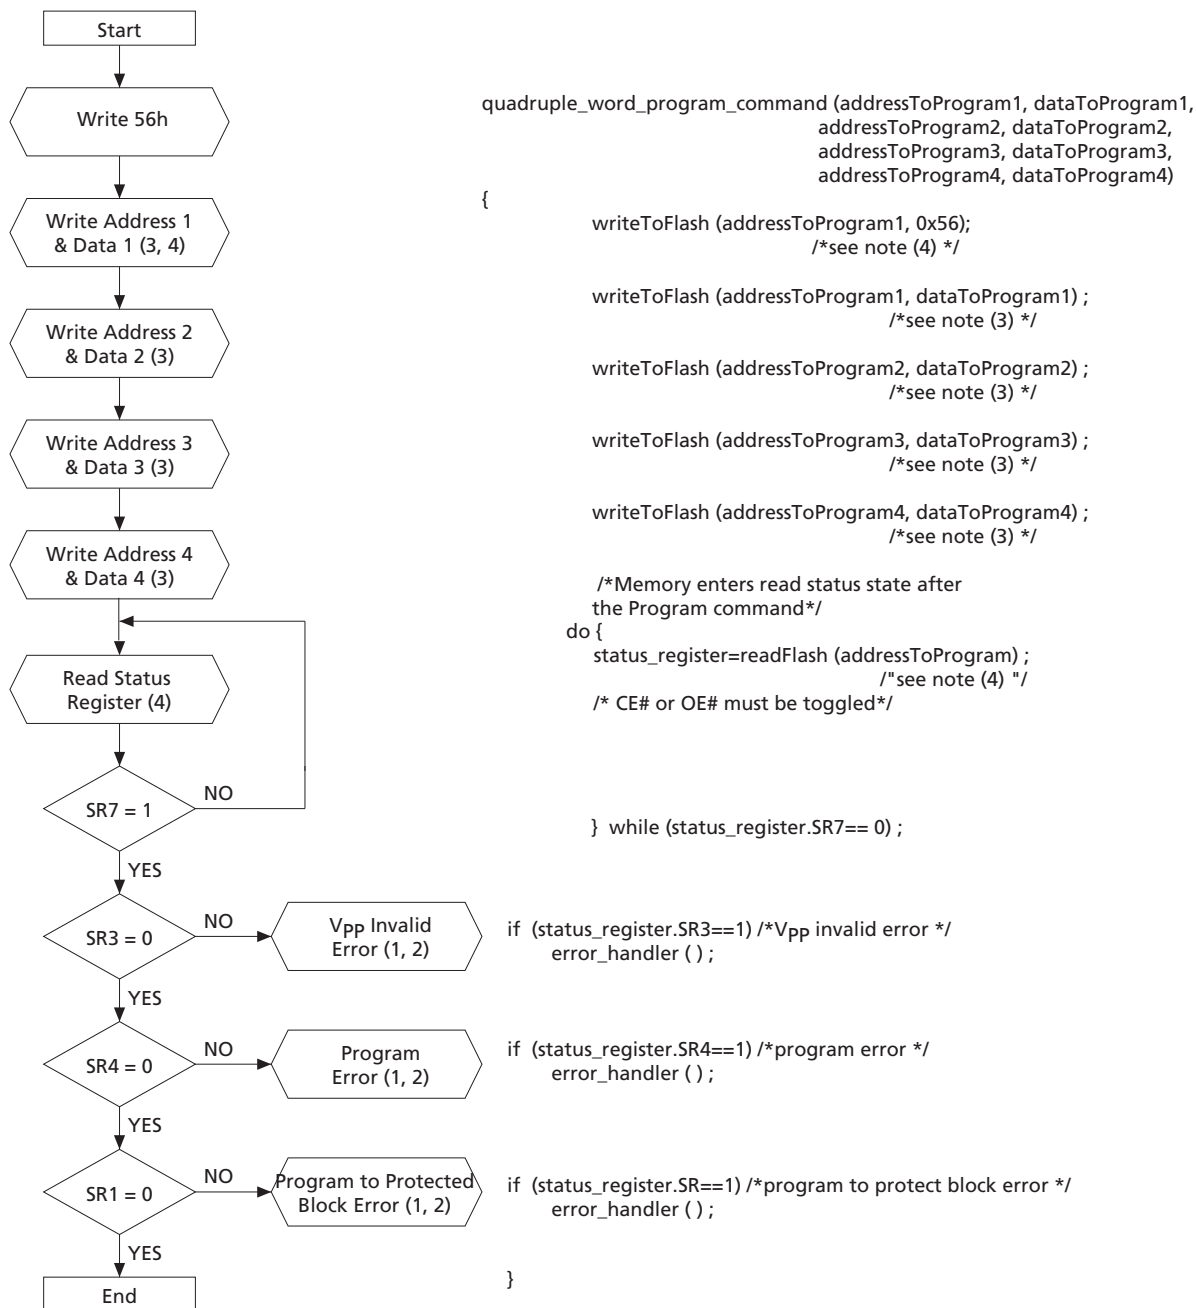 Start
Write 56h
Write Address 1
& Data 1 (3, 4)
Write Address 2
& Data 2 (3)
Write Address 3
& Data 3 (3)
Write Address 4
& Data 4 (3)
Read Status
Register (4)
SR7 = 1
NO
YES
SR3 = 0
NO
VPP Invalid
Error (1, 2)
YES
SR4 = 0
NO
Program
Error (1, 2)
YES
SR1 = 0
NO
Program to Protected
Block Error (1, 2)
YES
End
quadruple_word_program_command (addressToProgram1, dataToProgram1,
addressToProgram2, dataToProgram2,
addressToProgram3, dataToProgram3,
addressToProgram4, dataToProgram4)
{
writeToFlash (addressToProgram1, 0x56);
/*see note (4) */
writeToFlash (addressToProgram1, dataToProgram1) ;
/*see note (3) */
writeToFlash (addressToProgram2, dataToProgram2) ;
/*see note (3) */
writeToFlash (addressToProgram3, dataToProgram3) ;
/*see note (3) */
writeToFlash (addressToProgram4, dataToProgram4) ;
/*see note (3) */
/*Memory enters read status state after
the Program command*/
do {
status_register=readFlash (addressToProgram) ;
/"see note (4) "/
/* CE# or OE# must be toggled*/
} while (status_register.SR7== 0) ;
if (status_register.SR3==1) /*VPP invalid error */
error_handler ( ) ;
if (status_register.SR4==1) /*program error */
error_handler ( ) ;
if (status_register.SR==1) /*program to protect block error */
error_handler ( ) ;
}